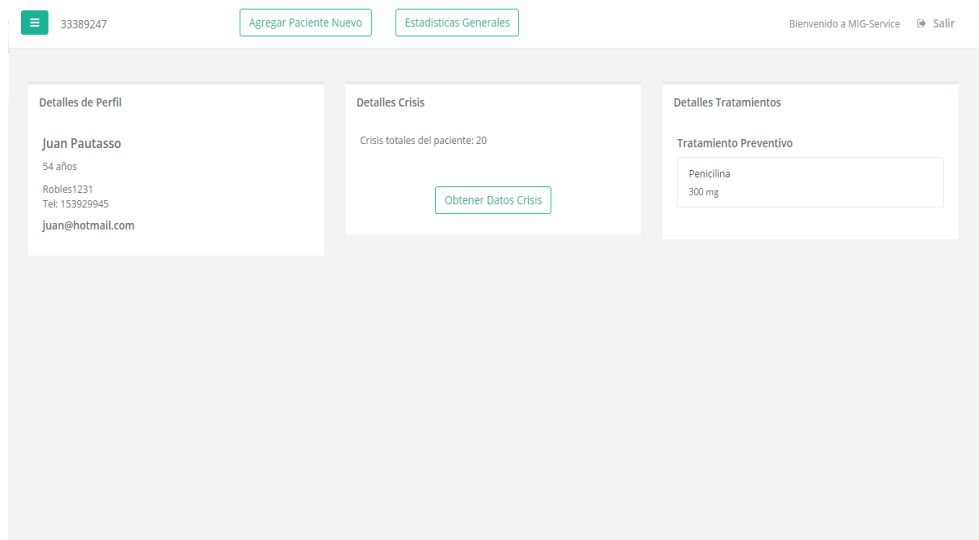 33389247
Agregar Paciente Nuevo
Estadisticas Generales
Bienvenido a MIG-Service
Salir
Detalles de Perfil
Juan Pautasso
54 años
Robles1231
Tel: 153929945
juan@hotmail.com
Detalles Crisis
Crisis totales del paciente: 20
Obtener Datos Crisis
Detalles Tratamientos
Tratamiento Preventivo
Penicilina
300 mg